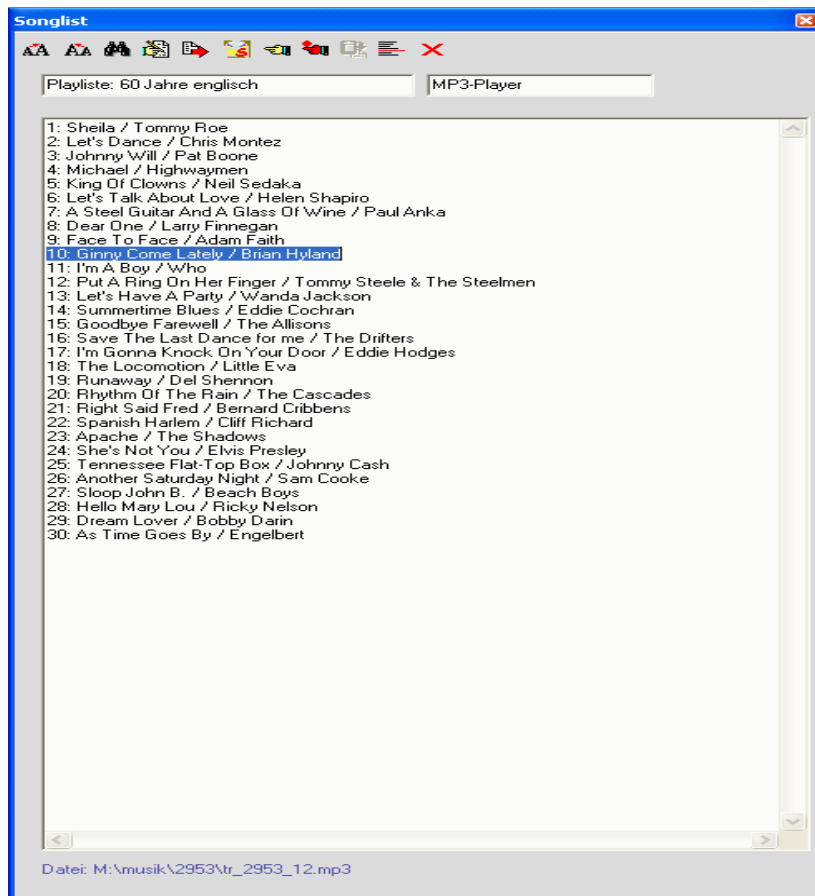 Songlist
Playliste: 60 Jahre englisch
MP3-Player
1: Sheila / Tommy Roe
2: Let's Dance / Chris Montez
3: Johnny Will / Pat Boone
4: Michael / Highwaymen
5: King Of Clowns / Neil Sedaka
6: Let's Talk About Love / Helen Shapiro
7: A Steel Guitar And A Glass Of Wine / Paul Anka
8: Dear One / Larry Finnegan
9: Face To Face / Adam Faith
10: Ginny Come Lately / Brian Hyland
11: I'm A Boy / Who
12: Put A Ring On Her Finger / Tommy Steele & The Steelmen
13: Let's Have A Party / Wanda Jackson
14: Summertime Blues / Eddie Cochran
15: Goodbye Farewell / The Allisons
16: Save The Last Dance for me / The Drifters
17: I'm Gonna Knock On Your Door / Eddie Hodges
18: The Locomotion / Little Eva
19: Runaway / Del Shennon
20: Rhythm Of The Rain / The Cascades
21: Right Said Fred / Bernard Cribbens
22: Spanish Harlem / Cliff Richard
23: Apache / The Shadows
24: She's Not You / Elvis Presley
25: Tennessee Flat-Top Box / Johnny Cash
26: Another Saturday Night / Sam Cooke
27: Sloop John B. / Beach Boys
28: Hello Mary Lou / Ricky Nelson
29: Dream Lover / Bobby Darin
30: As Time Goes By / Engelbert
Datei: M:\musik\2953\tr_2953_12.mp3